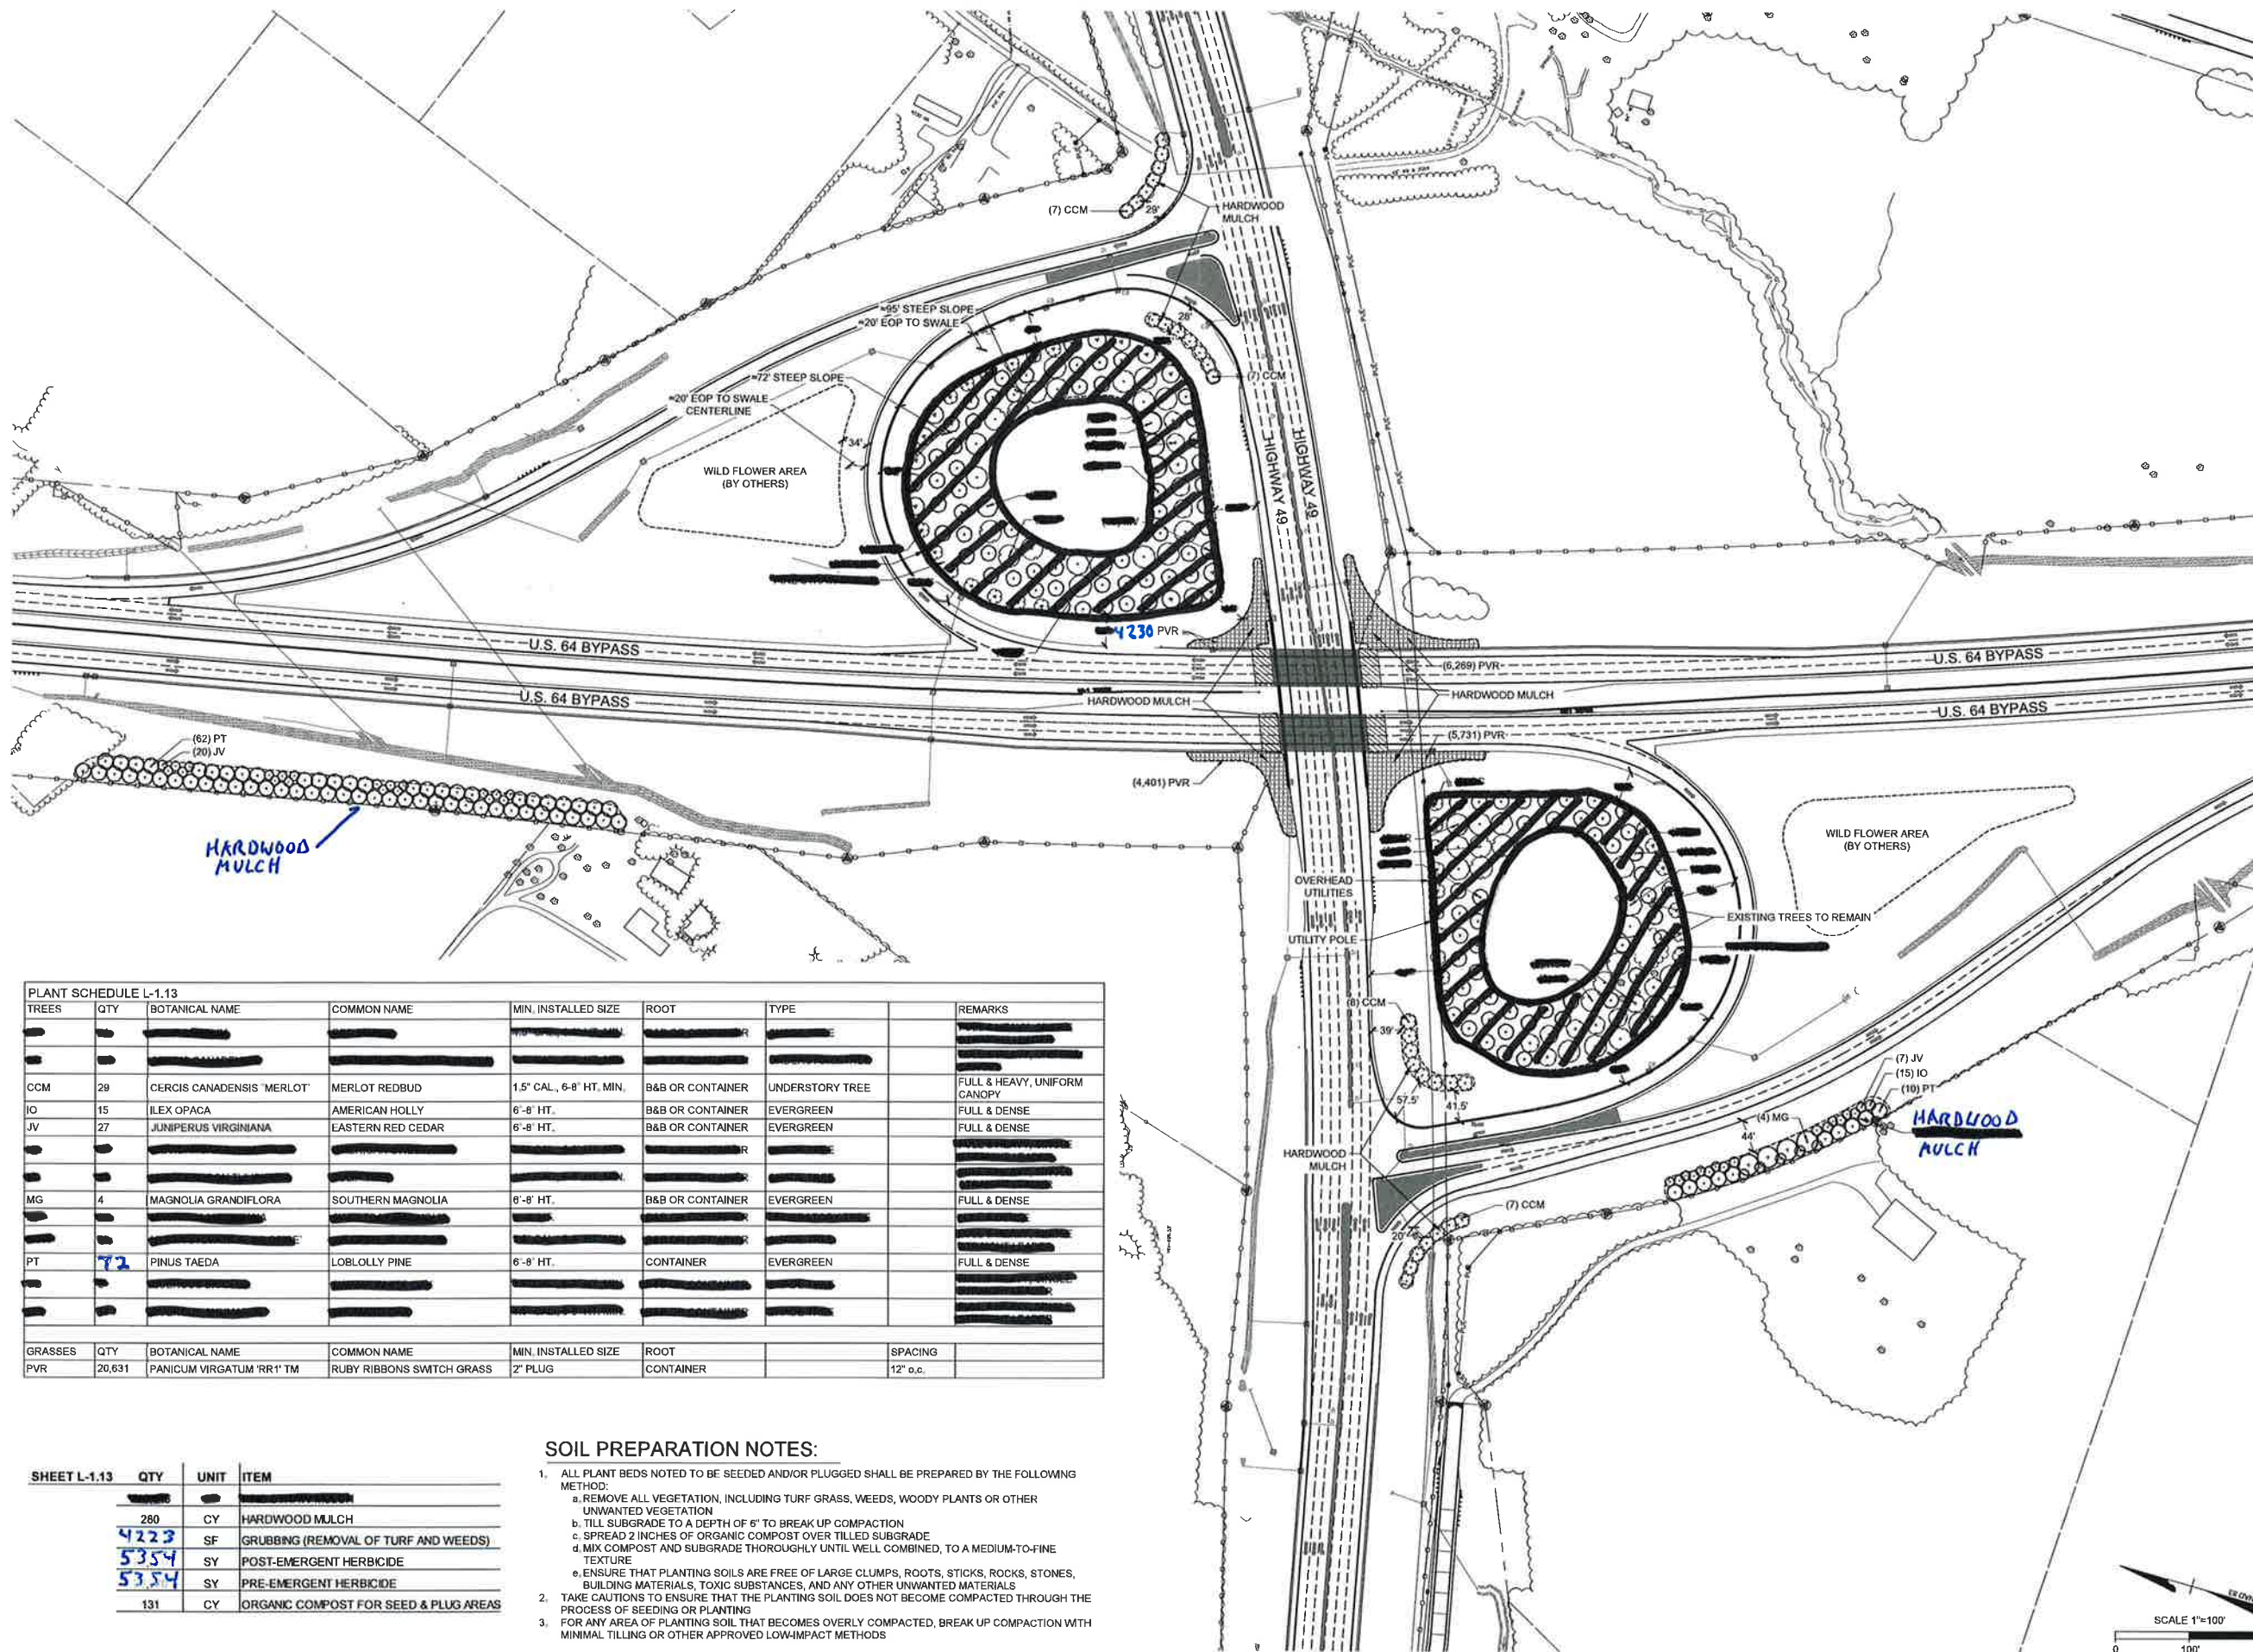 (7) CCM
29'
HARDWOOD
MULCH
≈95' STEEP SLOPE
≈20' EOP TO SWALE
28'
≈72' STEEP SLOPE
(7) CCM
≈20' EOP TO SWALE
CENTERLINE
34'
WILD FLOWER AREA
(BY OTHERS)
HIGHWAY 49
HIGHWAY 49
4230 PVR
U.S. 64 BYPASS
(6,269) PVR
U.S. 64 BYPASS
U.S. 64 BYPASS
HARDWOOD MULCH
HARDWOOD MULCH
U.S. 64 BYPASS
(62) PT
(20) JV
(5,731) PVR
(4,401) PVR
HARDWOOD
MULCH
WILD FLOWER AREA
(BY OTHERS)
OVERHEAD
UTILITIES
EXISTING TREES TO REMAIN
UTILITY POLE
(8) CCM
39'
57.5'
41.5'
(7) JV
(15) IO
(10) PT
(4) MG
44'
HARDWOOD
MULCH
HARDWOOD
MULCH
(7) CCM
20'
PLANT SCHEDULE L-1.13
TREES QTY BOTANICAL NAME COMMON NAME MIN. INSTALLED SIZE ROOT TYPE REMARKS
CCM 29 CERCIS CANADENSIS 'MERLOT' MERLOT REDBUD 1.5" CAL., 6-8' HT. MIN. B&B OR CONTAINER UNDERSTORY TREE FULL & HEAVY, UNIFORM CANOPY
IO 15 ILEX OPACA AMERICAN HOLLY 6'-8' HT. B&B OR CONTAINER EVERGREEN FULL & DENSE
JV 27 JUNIPERUS VIRGINIANA EASTERN RED CEDAR 6'-8' HT. B&B OR CONTAINER EVERGREEN FULL & DENSE
MG 4 MAGNOLIA GRANDIFLORA SOUTHERN MAGNOLIA 6'-8' HT. B&B OR CONTAINER EVERGREEN FULL & DENSE
PT 72 PINUS TAEDA LOBLOLLY PINE 6'-8' HT. CONTAINER EVERGREEN FULL & DENSE
GRASSES QTY BOTANICAL NAME COMMON NAME MIN. INSTALLED SIZE ROOT SPACING
PVR 20,631 PANICUM VIRGATUM 'RR1' TM RUBY RIBBONS SWITCH GRASS 2" PLUG CONTAINER 12" o.c.
SHEET L-1.13 QTY UNIT ITEM
280 CY HARDWOOD MULCH
4223 SF GRUBBING (REMOVAL OF TURF AND WEEDS)
5354 SY POST-EMERGENT HERBICIDE
5354 SY PRE-EMERGENT HERBICIDE
131 CY ORGANIC COMPOST FOR SEED & PLUG AREAS
SOIL PREPARATION NOTES:
1. ALL PLANT BEDS NOTED TO BE SEEDED AND/OR PLUGGED SHALL BE PREPARED BY THE FOLLOWING
METHOD:
a. REMOVE ALL VEGETATION, INCLUDING TURF GRASS, WEEDS, WOODY PLANTS OR OTHER
UNWANTED VEGETATION
b. TILL SUBGRADE TO A DEPTH OF 6" TO BREAK UP COMPACTION
c. SPREAD 2 INCHES OF ORGANIC COMPOST OVER TILLED SUBGRADE
d. MIX COMPOST AND SUBGRADE THOROUGHLY UNTIL WELL COMBINED, TO A MEDIUM-TO-FINE
TEXTURE
e. ENSURE THAT PLANTING SOILS ARE FREE OF LARGE CLUMPS, ROOTS, STICKS, ROCKS, STONES,
BUILDING MATERIALS, TOXIC SUBSTANCES, AND ANY OTHER UNWANTED MATERIALS
2. TAKE CAUTIONS TO ENSURE THAT THE PLANTING SOIL DOES NOT BECOME COMPACTED THROUGH THE
PROCESS OF SEEDING OR PLANTING
3. FOR ANY AREA OF PLANTING SOIL THAT BECOMES OVERLY COMPACTED, BREAK UP COMPACTION WITH
MINIMAL TILLING OR OTHER APPROVED LOW-IMPACT METHODS
SCALE 1"=100'
0 100'